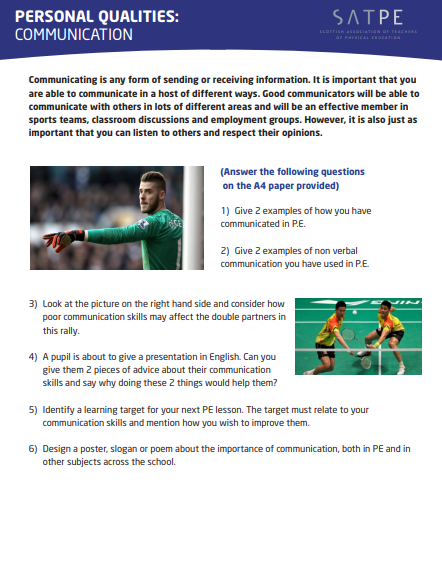 PERSONAL QUALITIES:
COMMUNICATION
SATPE
SCOTTISH ASSOCIATION OF TEACHERS
OF PHYSICAL EDUCATION
Communicating is any form of sending or receiving information. It is important that you
are able to communicate in a host of different ways. Good communicators will be able to
communicate with others in lots of different areas and will be an effective member in
sports teams, classroom discussions and employment groups. However, it is also just as
important that you can listen to others and respect their opinions.
(Answer the following questions
on the A4 paper provided)
1) Give 2 examples of how you have
communicated in P.E.
2) Give 2 examples of non verbal
communication you have used in P.E.
3) Look at the picture on the right hand side and consider how
poor communication skills may affect the double partners in
this rally.
4) A pupil is about to give a presentation in English. Can you
give them 2 pieces of advice about their communication
skills and say why doing these 2 things would help them?
5) Identify a learning target for your next PE lesson. The target must relate to your
communication skills and mention how you wish to improve them.
6) Design a poster, slogan or poem about the importance of communication, both in PE and in
other subjects across the school.